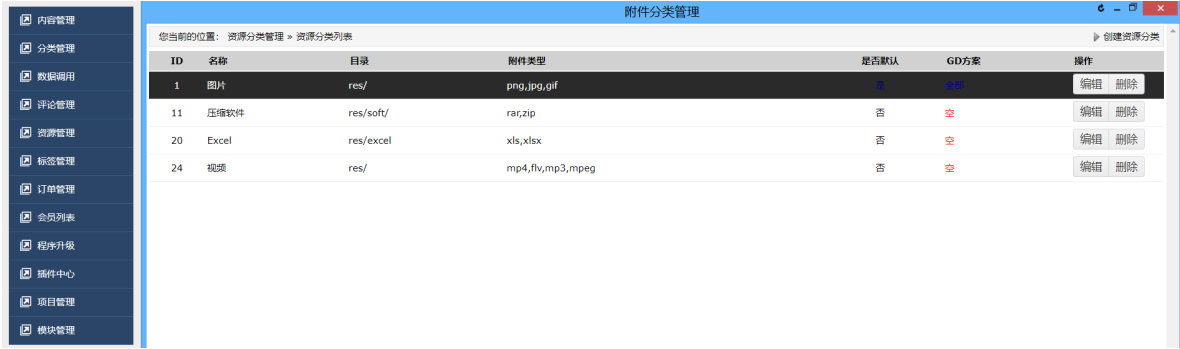 内容管理
分类管理
数据调用
评论管理
资源管理
标签管理
订单管理
会员列表
程序升级
插件中心
项目管理
模块管理
附件分类管理
您当前的位置： 资源分类管理 » 资源分类列表
创建资源分类
ID 名称 目录 附件类型 是否默认 GD方案 操作
1 图片 res/ png,jpg,gif 是 全部 编辑 删除
11 压缩软件 res/soft/ rar,zip 否 空 编辑 删除
20 Excel res/excel xls,xlsx 否 空 编辑 删除
24 视频 res/ mp4,flv,mp3,mpeg 否 空 编辑 删除